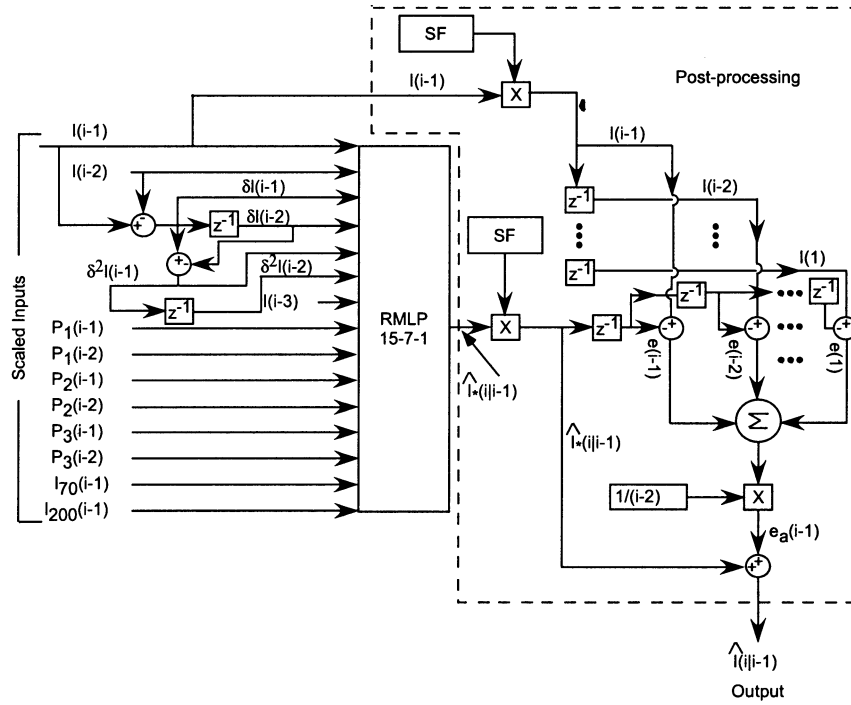 SF
Post-processing
X
I(i-1)
I(i-1)
I(i-1)
I(i-2)
δI(i-1)
z⁻¹
I(i-2)
+-
z⁻¹
δI(i-2)
SF
+-
δ²I(i-1)
δ²I(i-2)
z⁻¹
I(1)
z⁻¹
I(i-3)
z⁻¹
z⁻¹
Scaled Inputs
P₁(i-1)
RMLP
15-7-1
X
z⁻¹
-+
-+
-+
P₁(i-2)
e(i-1)
e(i-2)
e(1)
P₂(i-1)
Î*(i|i-1)
P₂(i-2)
Σ
P₃(i-1)
Î*(i|i-1)
P₃(i-2)
I₇₀(i-1)
1/(i-2)
X
I₂₀₀(i-1)
eₐ(i-1)
++
Î(i|i-1)
Output